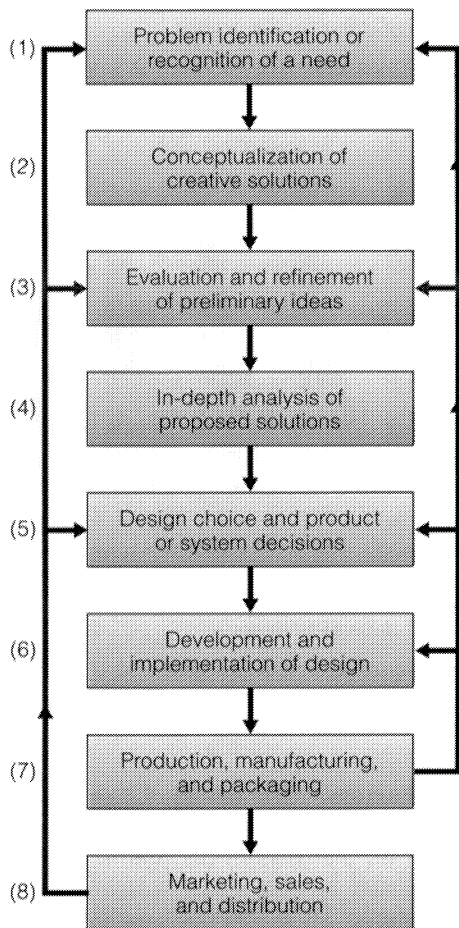 (1)
Problem identification or
recognition of a need
(2)
Conceptualization of
creative solutions
(3)
Evaluation and refinement
of preliminary ideas
(4)
In-depth analysis of
proposed solutions
(5)
Design choice and product
or system decisions
(6)
Development and
implementation of design
(7)
Production, manufacturing,
and packaging
(8)
Marketing, sales,
and distribution